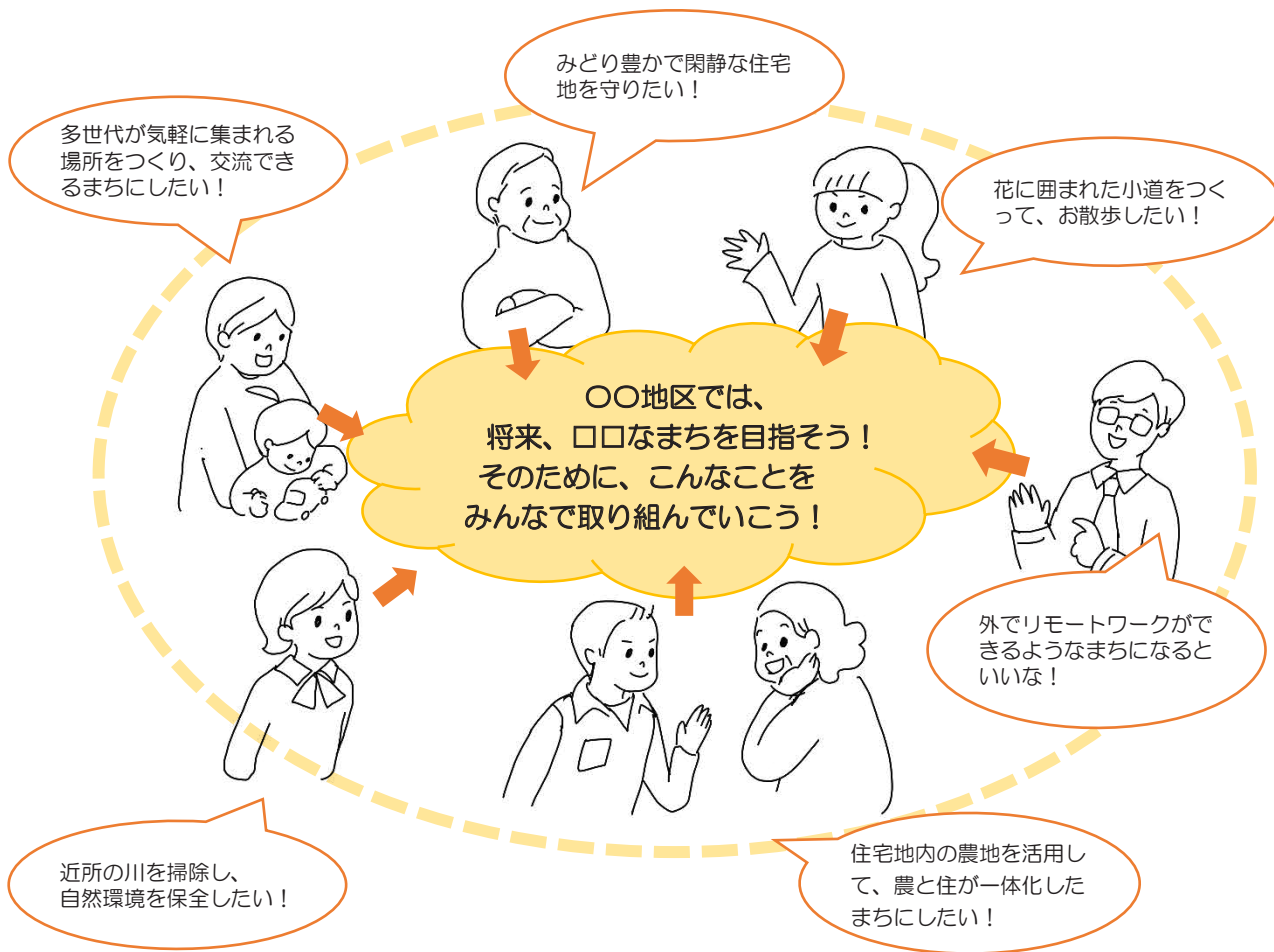 みどり豊かで閑静な住宅
地を守りたい！
多世代が気軽に集まれる
場所をつくり、交流でき
るまちにしたい！
花に囲まれた小道をつく
って、お散歩したい！
〇〇地区では、
将来、□□なまちを目指そう！
そのために、こんなことを
みんなで取り組んでいこう！
外でリモートワークがで
きるようなまちになると
いいな！
近所の川を掃除し、
自然環境を保全したい！
住宅地内の農地を活用し
て、農と住が一体化した
まちにしたい！